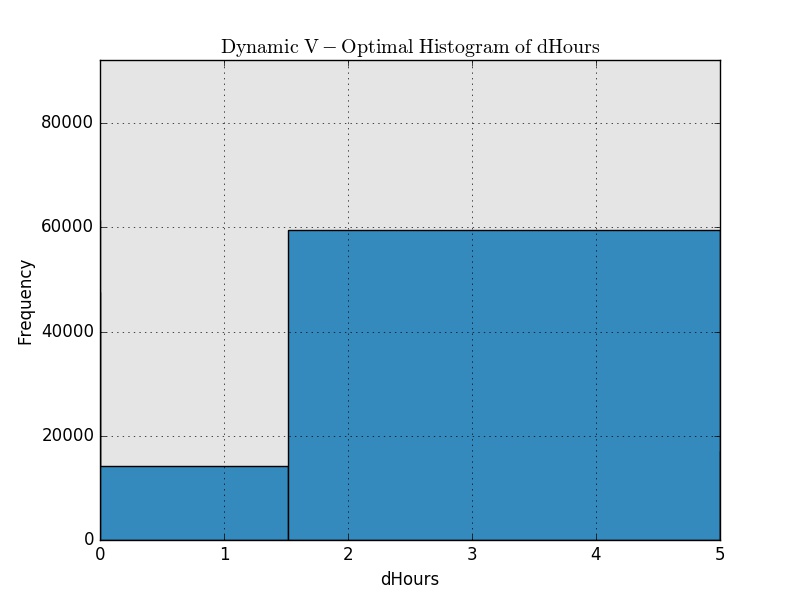 Dynamic V − Optimal Histogram of dHours
80000
60000
40000
20000
0
Frequency
0 1 2 3 4 5
dHours